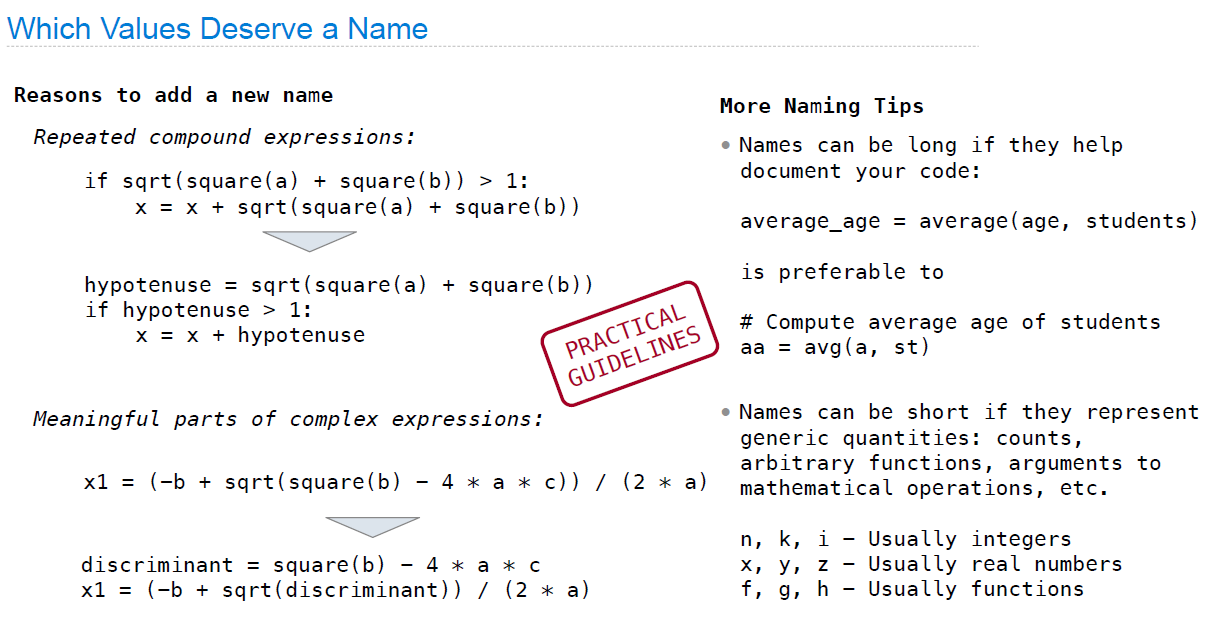 Which Values Deserve a Name
Reasons to add a new name
Repeated compound expressions:
if sqrt(square(a) + square(b)) > 1:
    x = x + sqrt(square(a) + square(b))
hypotenuse = sqrt(square(a) + square(b))
if hypotenuse > 1:
    x = x + hypotenuse
Meaningful parts of complex expressions:
x1 = (-b + sqrt(square(b) - 4 * a * c)) / (2 * a)
discriminant = square(b) - 4 * a * c
x1 = (-b + sqrt(discriminant)) / (2 * a)
PRACTICAL
GUIDELINES
More Naming Tips
• Names can be long if they help
document your code:
average_age = average(age, students)
is preferable to
# Compute average age of students
aa = avg(a, st)
• Names can be short if they represent
generic quantities: counts,
arbitrary functions, arguments to
mathematical operations, etc.
n, k, i - Usually integers
x, y, z - Usually real numbers
f, g, h - Usually functions